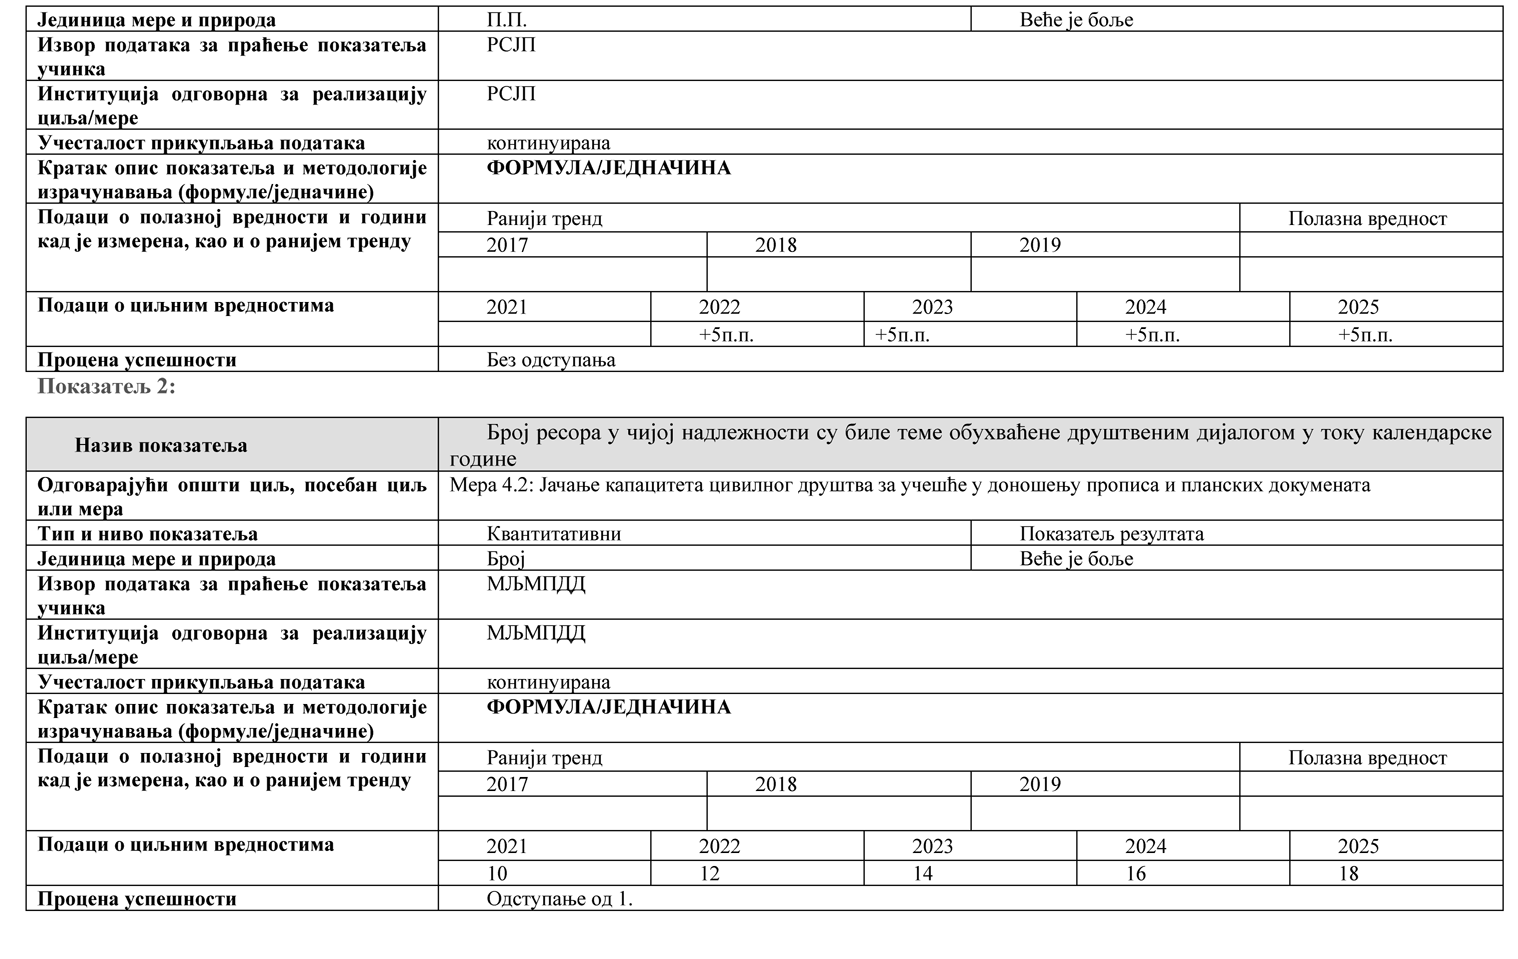 Јединица мере и природа П.П. Веће је боље
Извор података за праћење показатеља РСЈП
учинка
Институција одговорна за реализацију РСЈП
циља/мере
Учесталост прикупљања података континуирана
Кратак опис показатеља и методологије ФОРМУЛА/ЈЕДНАЧИНА
израчунавања (формуле/једначине)
Подаци о полазној вредности и години Ранији тренд Полазна вредност
кад је измерена, као и о ранијем тренду 2017 2018 2019
Подаци о циљним вредностима 2021 2022 2023 2024 2025
+5п.п. +5п.п. +5п.п. +5п.п.
Процена успешности Без одступања
Показатељ 2:
Назив показатеља Број ресора у чијој надлежности су биле теме обухваћене друштвеним дијалогом у току календарске
године
Одговарајући општи циљ, посебан циљ Мера 4.2: Јачање капацитета цивилног друштва за учешће у доношењу прописа и планских докумената
или мера
Тип и ниво показатеља Квантитативни Показатељ резултата
Јединица мере и природа Број Веће је боље
Извор података за праћење показатеља МЉМПДД
учинка
Институција одговорна за реализацију МЉМПДД
циља/мере
Учесталост прикупљања података континуирана
Кратак опис показатеља и методологије ФОРМУЛА/ЈЕДНАЧИНА
израчунавања (формуле/једначине)
Подаци о полазној вредности и години Ранији тренд Полазна вредност
кад је измерена, као и о ранијем тренду 2017 2018 2019
Подаци о циљним вредностима 2021 2022 2023 2024 2025
10 12 14 16 18
Процена успешности Одступање од 1.